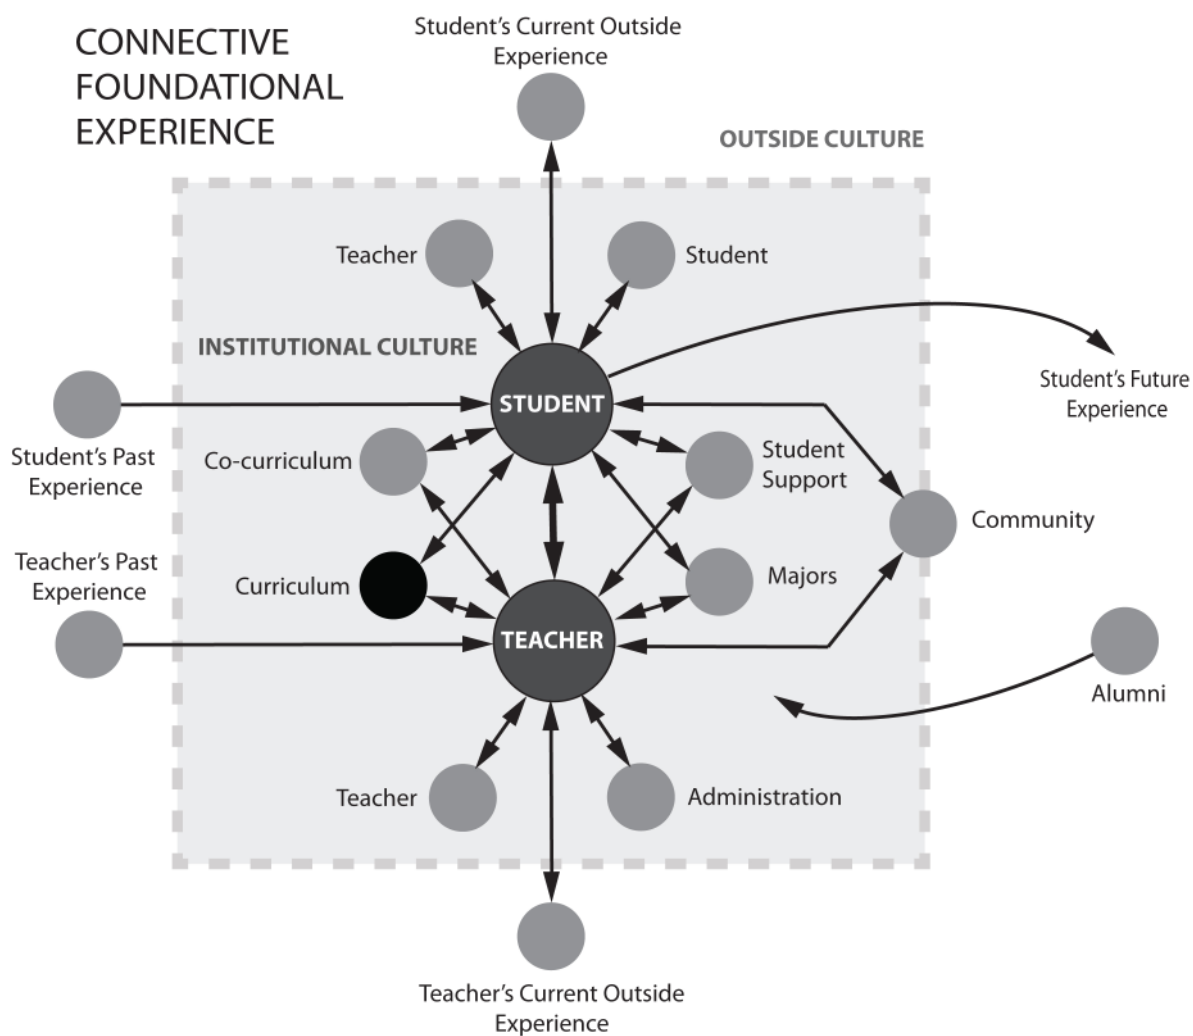 CONNECTIVE
FOUNDATIONAL
EXPERIENCE
Student's Current Outside
Experience
OUTSIDE CULTURE
Teacher
Student
INSTITUTIONAL CULTURE
STUDENT
Student's Future
Experience
Student's Past
Experience
Co-curriculum
Student
Support
Community
Teacher's Past
Experience
Curriculum
Majors
TEACHER
Alumni
Teacher
Administration
Teacher's Current Outside
Experience